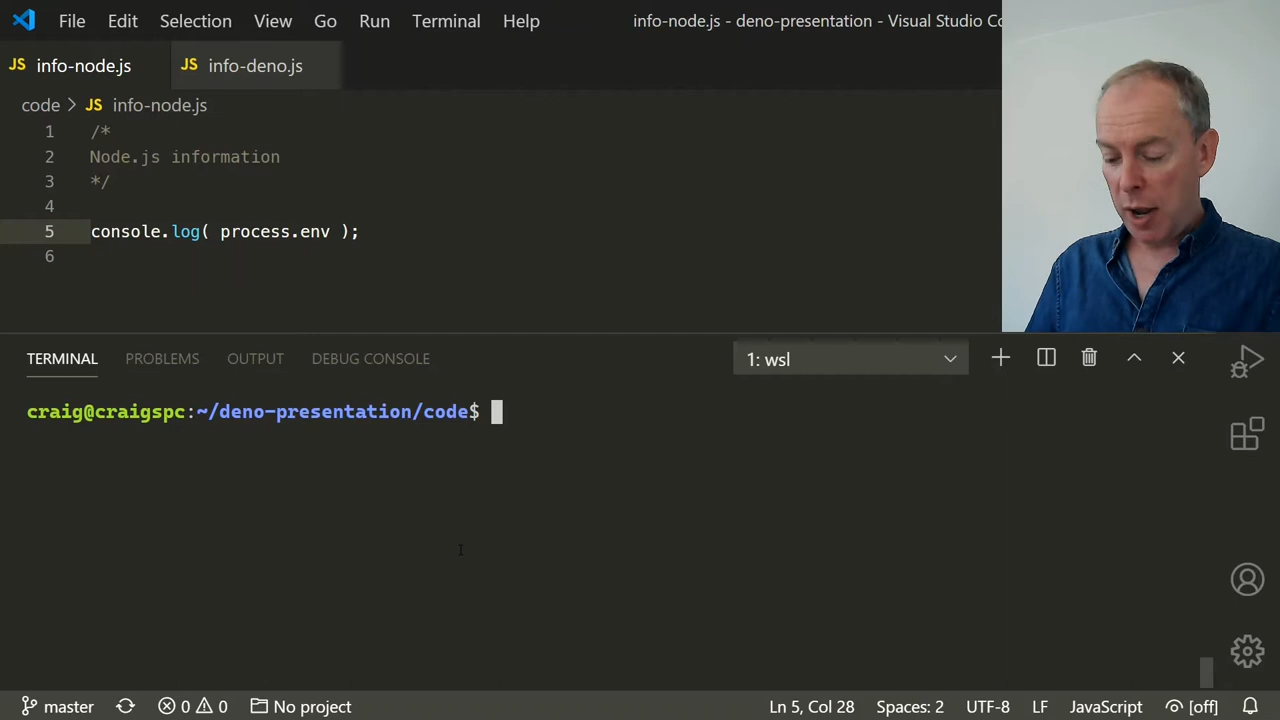 File Edit Selection View Go Run Terminal Help info-node.js - deno-presentation - Visual Studio Co
JS info-node.js JS info-deno.js
code > JS info-node.js
1 /*
2 Node.js information
3 */
4
5 console.log( process.env );
6
TERMINAL PROBLEMS OUTPUT DEBUG CONSOLE 1: wsl
craig@craigspc:~/deno-presentation/code$
master 0 0 No project Ln 5, Col 28 Spaces: 2 UTF-8 LF JavaScript [off]